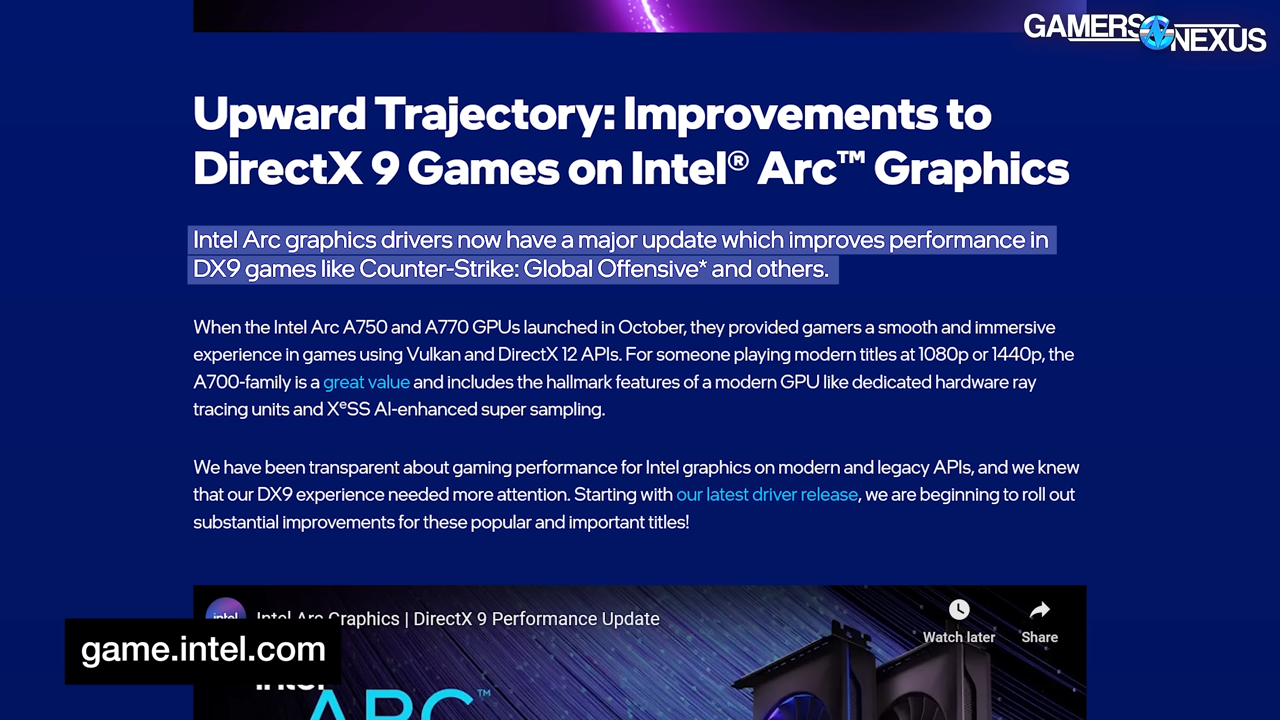 GAMERS NEXUS
Upward Trajectory: Improvements to
DirectX 9 Games on Intel® Arc™ Graphics
Intel Arc graphics drivers now have a major update which improves performance in
DX9 games like Counter-Strike: Global Offensive* and others.
When the Intel Arc A750 and A770 GPUs launched in October, they provided gamers a smooth and immersive
experience in games using Vulkan and DirectX 12 APIs. For someone playing modern titles at 1080p or 1440p, the
A700-family is a great value and includes the hallmark features of a modern GPU like dedicated hardware ray
tracing units and XᵉSS AI-enhanced super sampling.
We have been transparent about gaming performance for Intel graphics on modern and legacy APIs, and we knew
that our DX9 experience needed more attention. Starting with our latest driver release, we are beginning to roll out
substantial improvements for these popular and important titles!
intel
Intel Arc Graphics | DirectX 9 Performance Update
Watch later
Share
game.intel.com
intel
ARC™